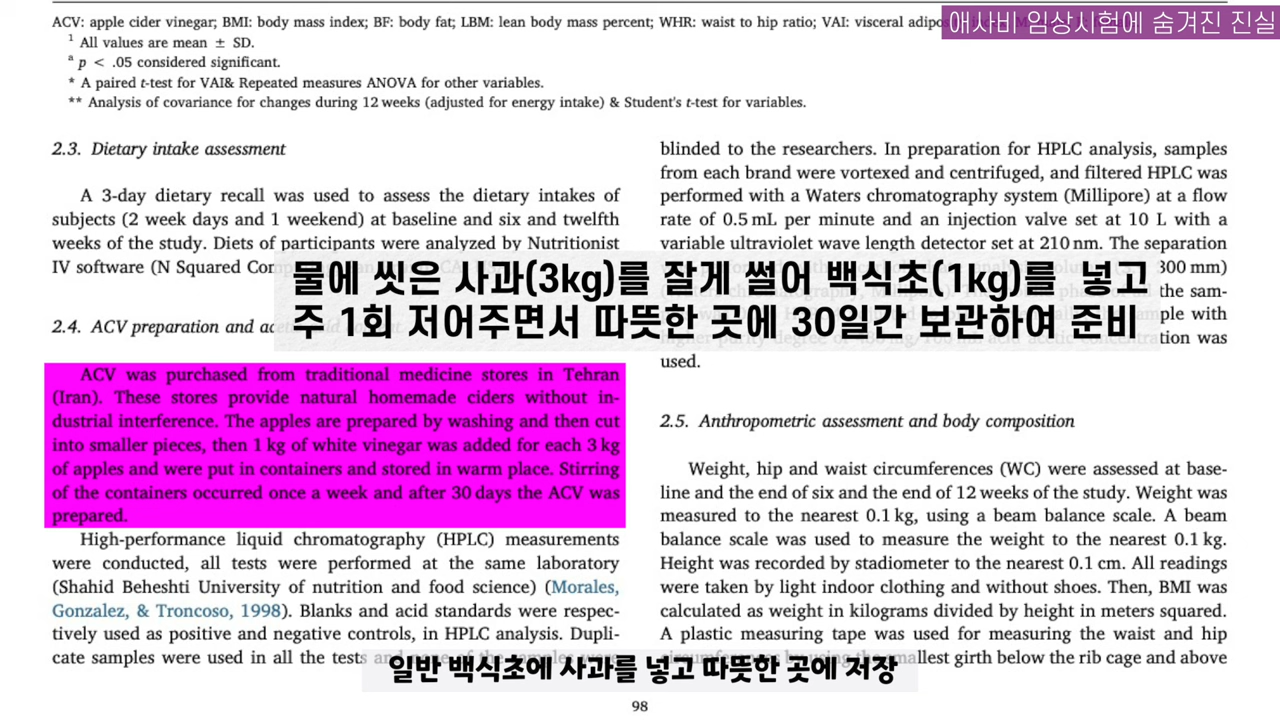 ACV: apple cider vinegar; BMI: body mass index; BF: body fat; LBM: lean body mass percent; WHR: waist to hip ratio; VAI: visceral adipos
애사비 임상시험에 숨겨진 진실
1 All values are mean ± SD.
a p < .05 considered significant.
* A paired t-test for VAI& Repeated measures ANOVA for other variables.
** Analysis of covariance for changes during 12 weeks (adjusted for energy intake) & Student's t-test for variables.
2.3. Dietary intake assessment
A 3-day dietary recall was used to assess the dietary intakes of
subjects (2 week days and 1 weekend) at baseline and six and twelfth
weeks of the study. Diets of participants were analyzed by Nutritionist
IV software (N Squared Com
2.4. ACV preparation and ac
ACV was purchased from traditional medicine stores in Tehran
(Iran). These stores provide natural homemade ciders without in-
dustrial interference. The apples are prepared by washing and then cut
into smaller pieces, then 1 kg of white vinegar was added for each 3 kg
of apples and were put in containers and stored in warm place. Stirring
of the containers occurred once a week and after 30 days the ACV was
prepared.
High-performance liquid chromatography (HPLC) measurements
were conducted, all tests were performed at the same laboratory
(Shahid Beheshti University of nutrition and food science) (Morales,
Gonzalez, & Troncoso, 1998). Blanks and acid standards were respec-
tively used as positive and negative controls, in HPLC analysis. Dupli-
cate samples were used in all the tests
blinded to the researchers. In preparation for HPLC analysis, samples
from each brand were vortexed and centrifuged, and filtered HPLC was
performed with a Waters chromatography system (Millipore) at a flow
rate of 0.5 mL per minute and an injection valve set at 10 L with a
variable ultraviolet wave length detector set at 210 nm. The separation
300 mm)
the sam-
ple with
tion was
used.
2.5. Anthropometric assessment and body composition
Weight, hip and waist circumferences (WC) were assessed at base-
line and the end of six and the end of 12 weeks of the study. Weight was
measured to the nearest 0.1 kg, using a beam balance scale. A beam
balance scale was used to measure the weight to the nearest 0.1 kg.
Height was recorded by stadiometer to the nearest 0.1 cm. All readings
were taken by light indoor clothing and without shoes. Then, BMI was
calculated as weight in kilograms divided by height in meters squared.
A plastic measuring tape was used for measuring the waist and hip
smallest girth below the rib cage and above
물에 씻은 사과(3kg)를 잘게 썰어 백식초(1kg)를 넣고
주 1회 저어주면서 따뜻한 곳에 30일간 보관하여 준비
일반 백식초에 사과를 넣고 따뜻한 곳에 저장
98